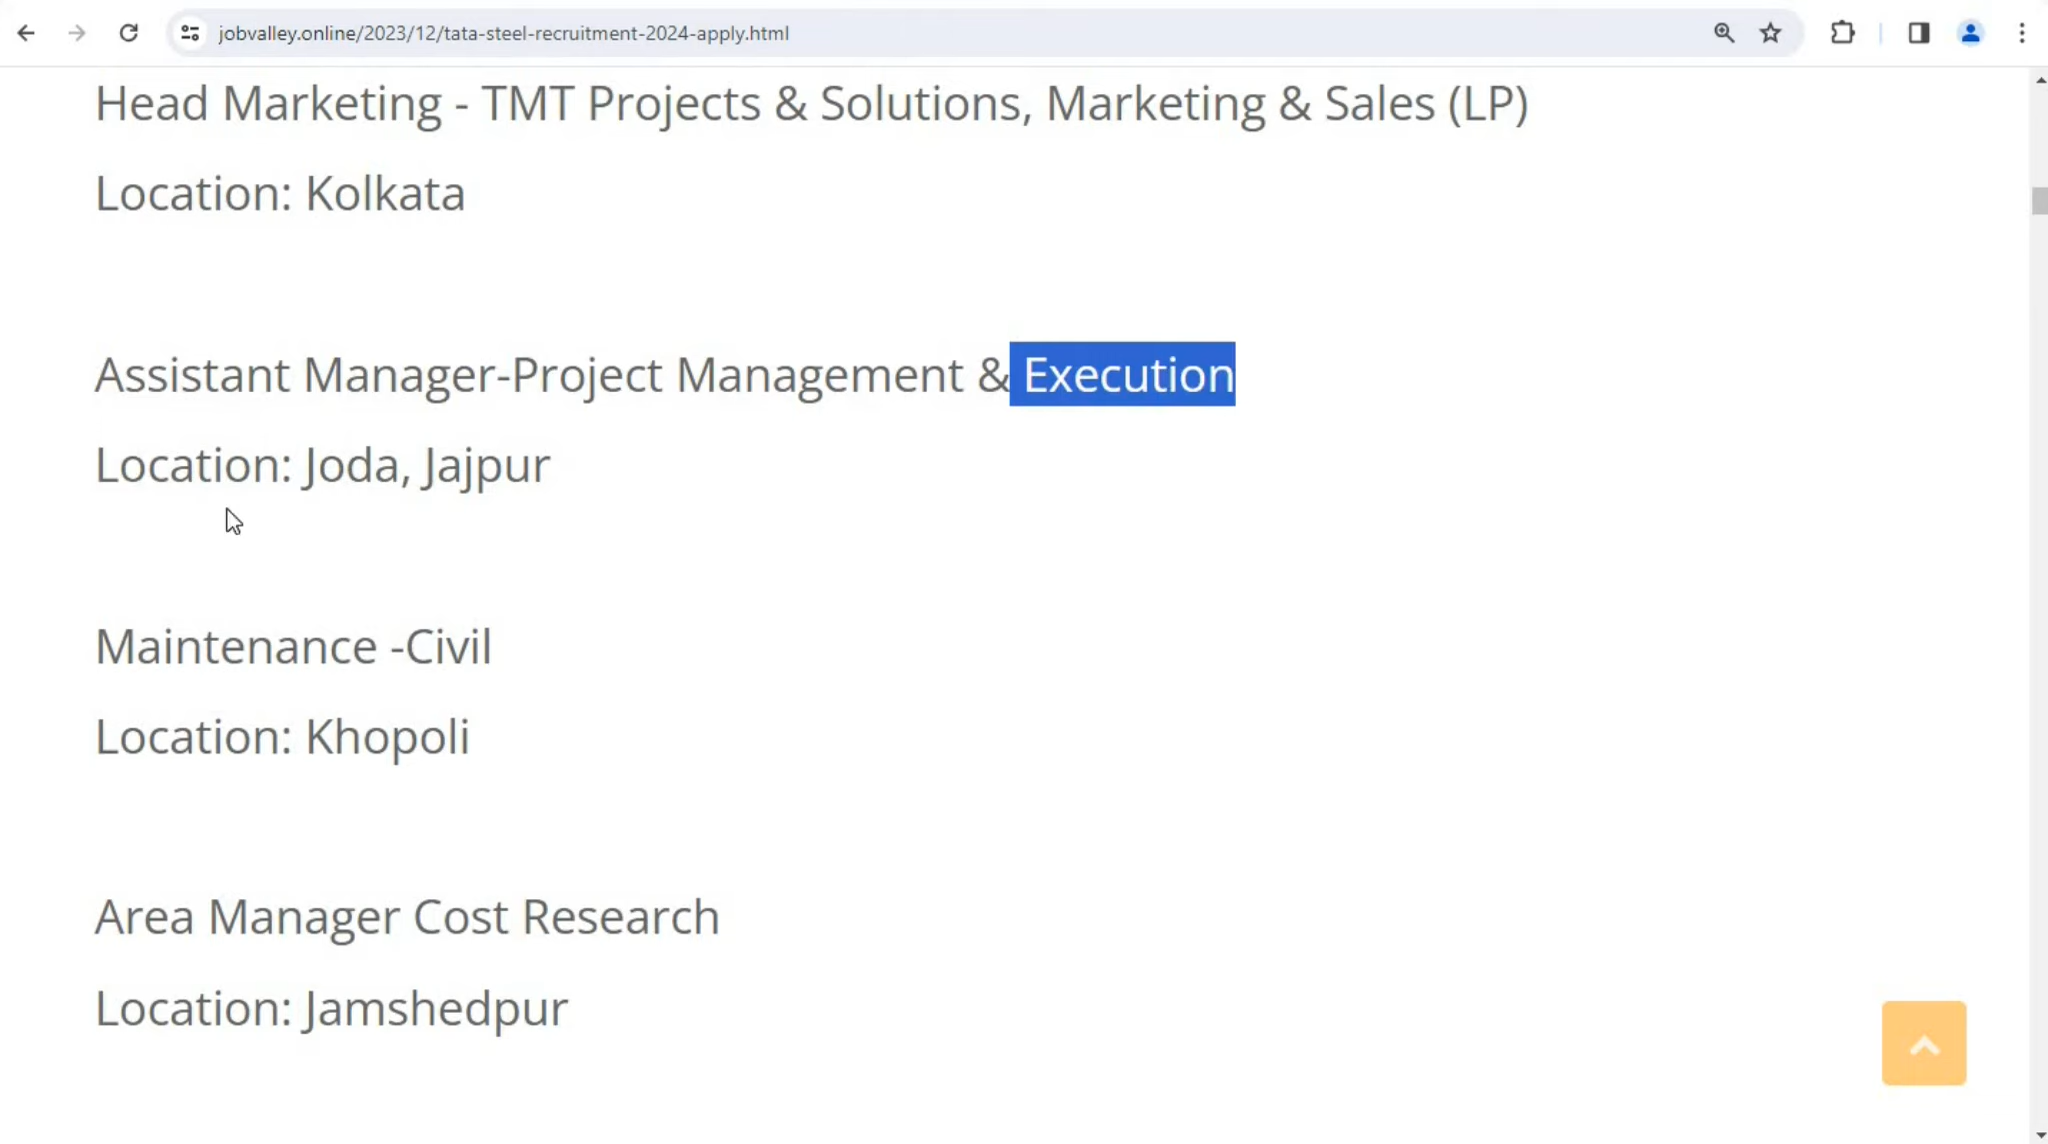 jobvalley.online/2023/12/tata-steel-recruitment-2024-apply.html
Head Marketing - TMT Projects & Solutions, Marketing & Sales (LP)
Location: Kolkata
Assistant Manager-Project Management & Execution
Location: Joda, Jajpur
Maintenance -Civil
Location: Khopoli
Area Manager Cost Research
Location: Jamshedpur